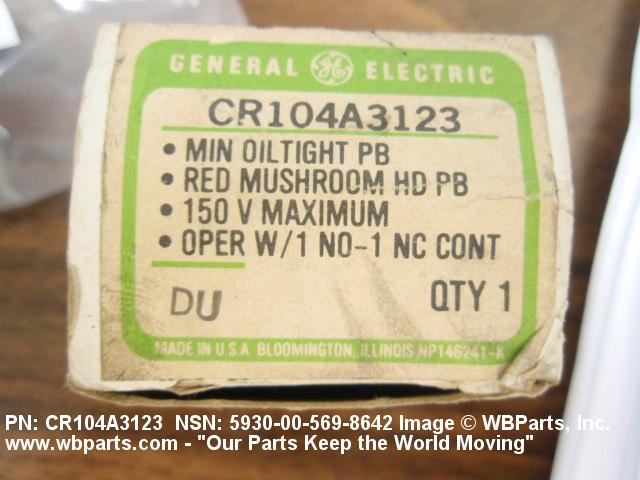 GENERAL GE ELECTRIC
CR104A3123
• MIN OILTIGHT PB
• RED MUSHROOM HD PB
• 150 V MAXIMUM
• OPER W/1 NO-1 NC CONT
DU QTY 1
MADE IN U.S.A. BLOOMINGTON, ILLINOIS NP146241-K
PN: CR104A3123 NSN: 5930-00-569-8642 Image © WBParts, Inc.
www.wbparts.com - "Our Parts Keep the World Moving"